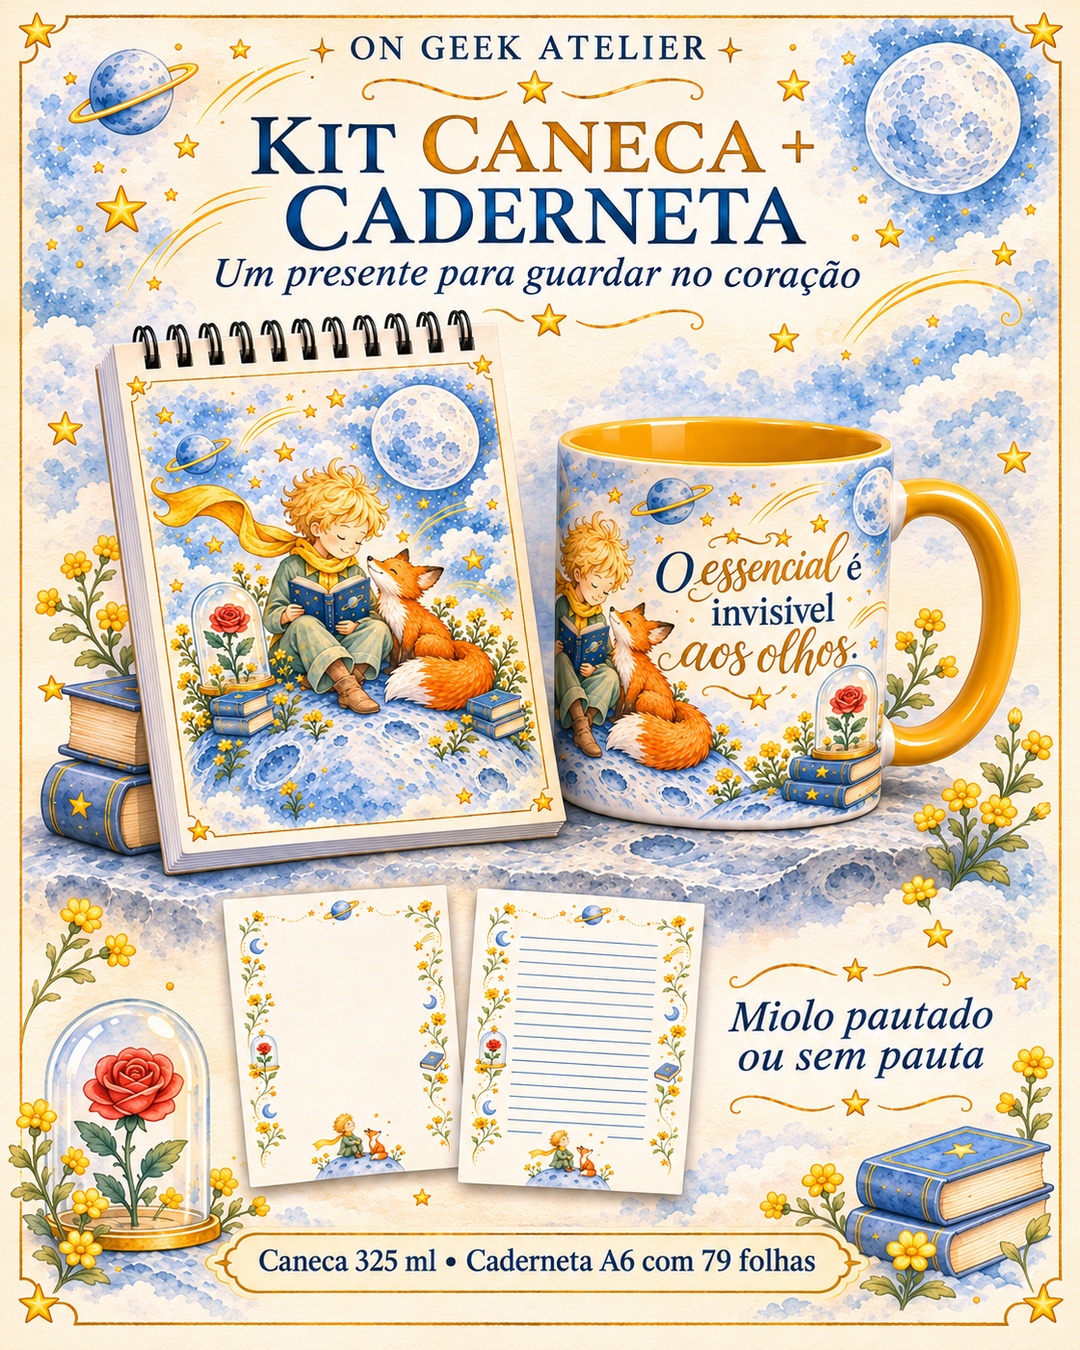 ON GEEK ATELIER
KIT CANECA +
CADERNETA
Um presente para guardar no coração
O essencial é
invisível
aos olhos.
Miolo pautado
ou sem pauta
Caneca 325 ml • Caderneta A6 com 79 folhas